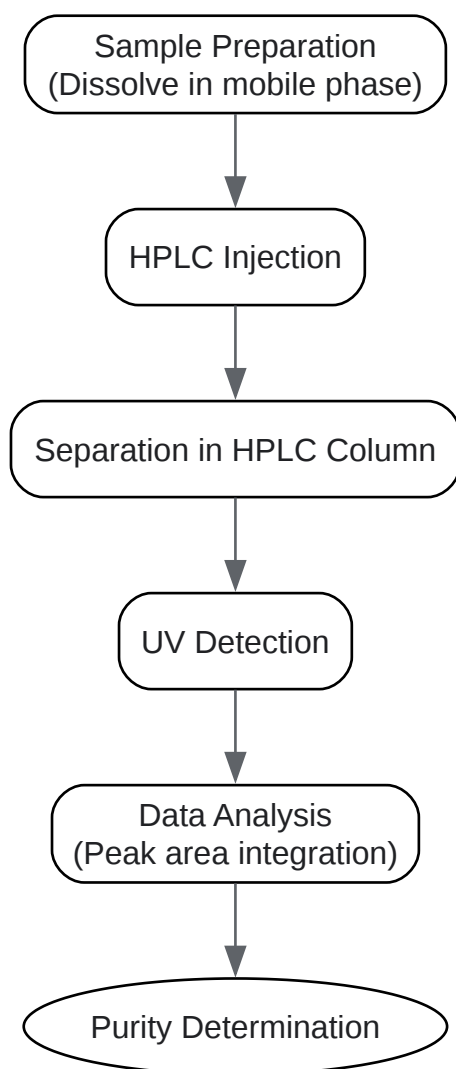 Sample Preparation
(Dissolve in mobile phase)
HPLC Injection
Separation in HPLC Column
UV Detection
Data Analysis
(Peak area integration)
Purity Determination